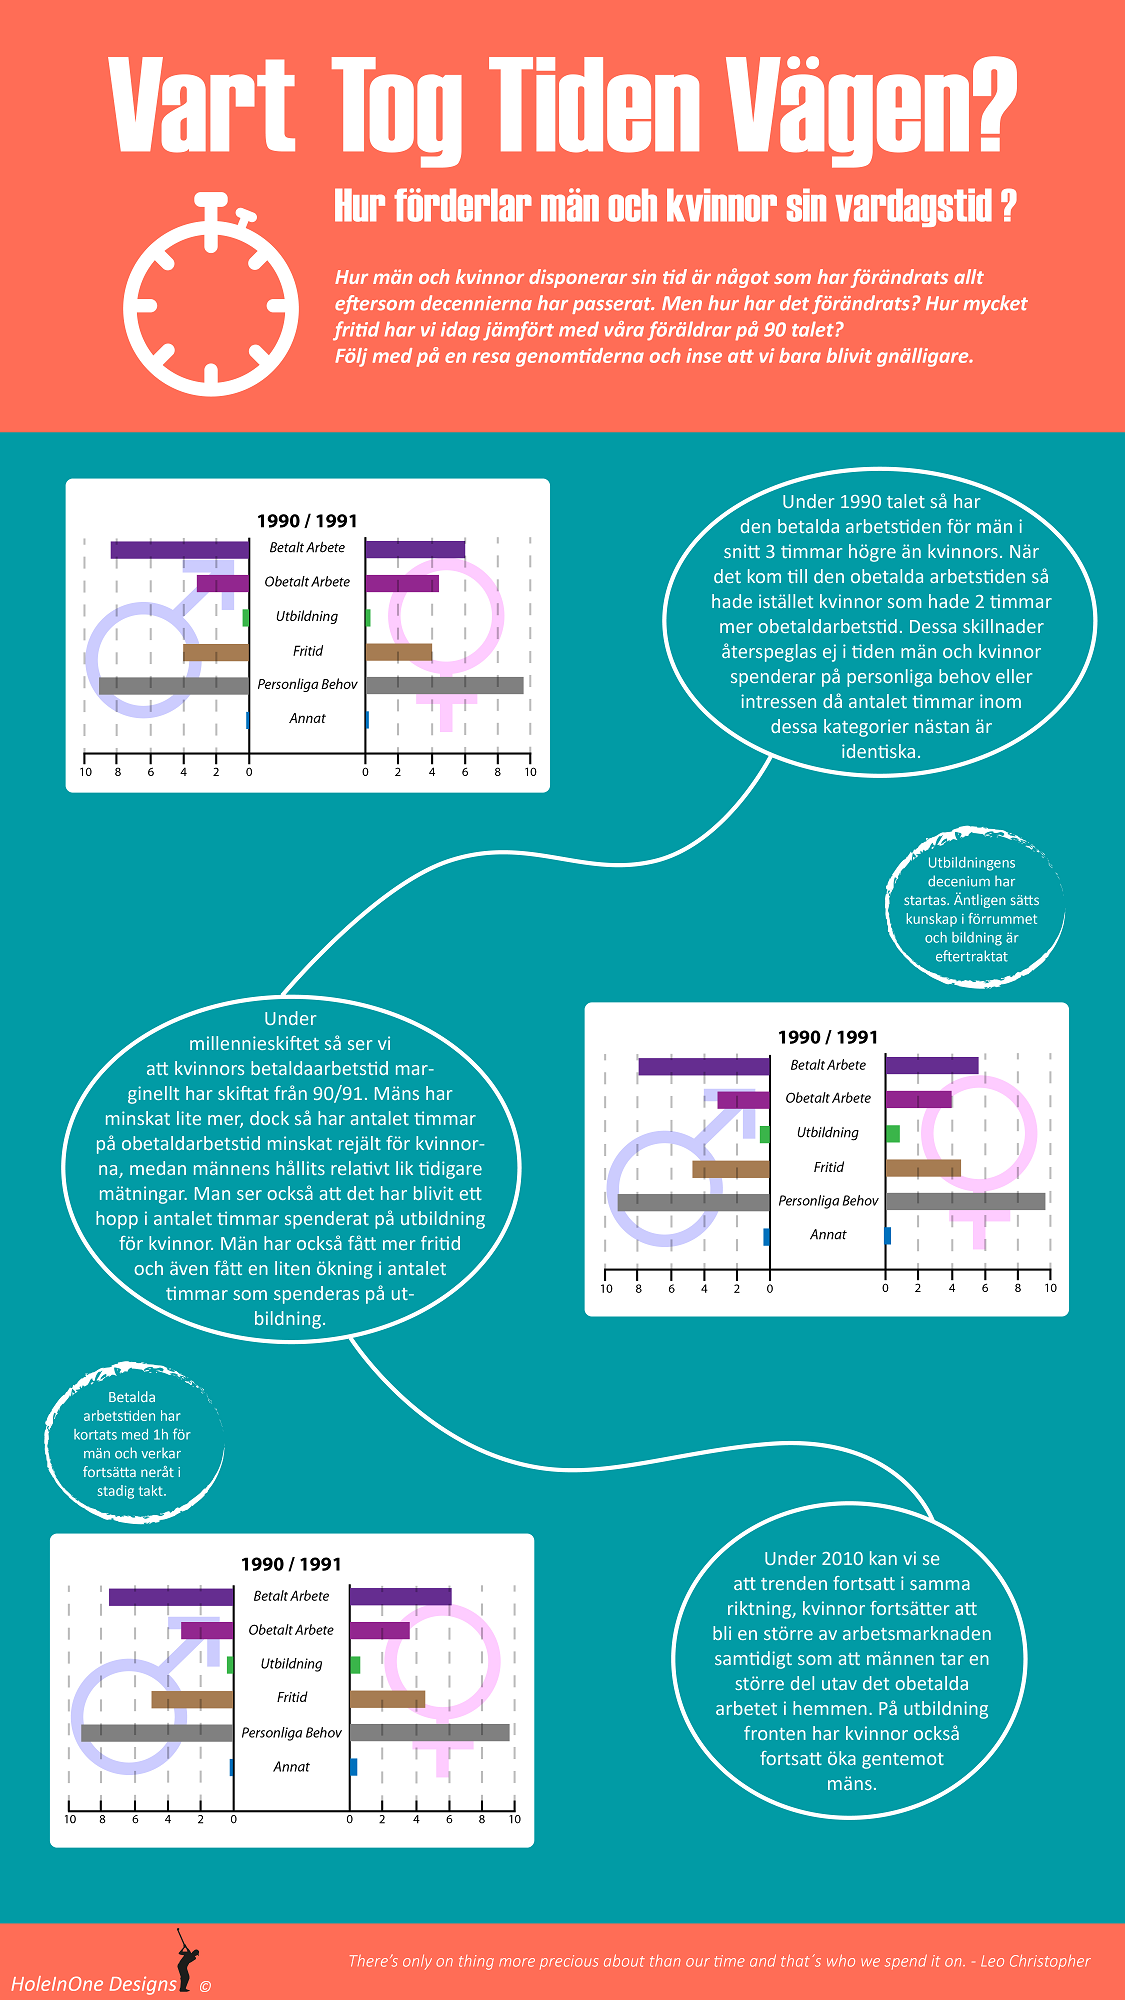 Vart Tog Tiden Vägen?
Hur förderlar män och kvinnor sin vardagstid ?
Hur män och kvinnor disponerar sin tid är något som har förändrats allt
eftersom decennierna har passerat. Men hur har det förändrats? Hur mycket
fritid har vi idag jämfört med våra föräldrar på 90 talet?
Följ med på en resa genomtiderna och inse att vi bara blivit gnälligare.
1990 / 1991
Betalt Arbete
Obetalt Arbete
Utbildning
Fritid
Personliga Behov
Annat
10 8 6 4 2 0 0 2 4 6 8 10
Under 1990 talet så har
den betalda arbetstiden för män i
snitt 3 timmar högre än kvinnors. När
det kom till den obetalda arbetstiden så
hade istället kvinnor som hade 2 timmar
mer obetaldarbetstid. Dessa skillnader
återspeglas ej i tiden män och kvinnor
spenderar på personliga behov eller
intressen då antalet timmar inom
dessa kategorier nästan är
identiska.
Utbildningens
decenium har
startas. Äntligen sätts
kunskap i förrummet
och bildning är
eftertraktat
Under
millennieskiftet så ser vi
att kvinnors betaldaarbetstid mar-
ginellt har skiftat från 90/91. Mäns har
minskat lite mer, dock så har antalet timmar
på obetaldarbetstid minskat rejält för kvinnor-
na, medan männens hållits relativt lik tidigare
mätningar. Man ser också att det har blivit ett
hopp i antalet timmar spenderat på utbildning
för kvinnor. Män har också fått mer fritid
och även fått en liten ökning i antalet
timmar som spenderas på ut-
bildning.
1990 / 1991
Betalt Arbete
Obetalt Arbete
Utbildning
Fritid
Personliga Behov
Annat
10 8 6 4 2 0 0 2 4 6 8 10
Betalda
arbetstiden har
kortats med 1h för
män och verkar
fortsätta neråt i
stadig takt.
1990 / 1991
Betalt Arbete
Obetalt Arbete
Utbildning
Fritid
Personliga Behov
Annat
10 8 6 4 2 0 0 2 4 6 8 10
Under 2010 kan vi se
att trenden fortsatt i samma
riktning, kvinnor fortsätter att
bli en större av arbetsmarknaden
samtidigt som att männen tar en
större del utav det obetalda
arbetet i hemmen. På utbildning
fronten har kvinnor också
fortsatt öka gentemot
mäns.
There's only on thing more precious about than our time and that´s who we spend it on. - Leo Christopher
HoleInOne Designs ©